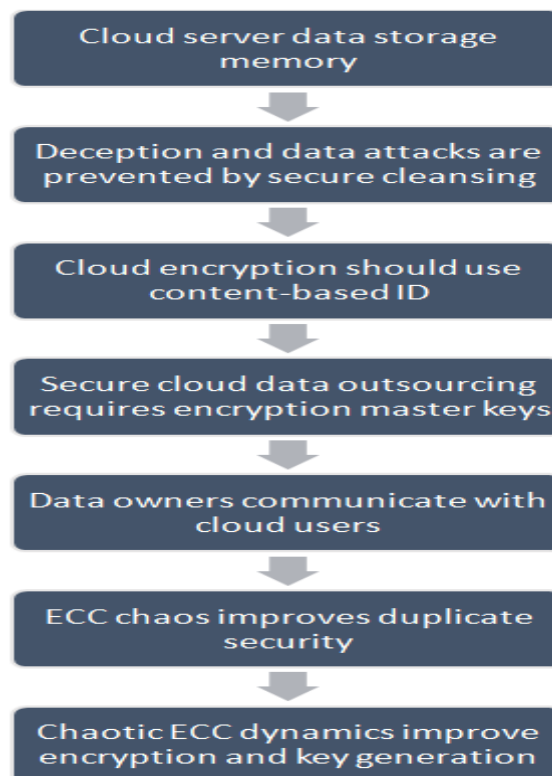 Cloud server data storage
memory
Deception and data attacks are
prevented by secure cleansing
Cloud encryption should use
content-based ID
Secure cloud data outsourcing
requires encryption master keys
Data owners communicate with
cloud users
ECC chaos improves duplicate
security
Chaotic ECC dynamics improve
encryption and key generation